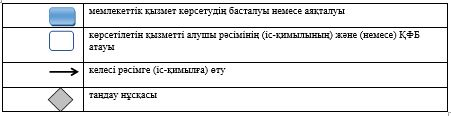 мемлекеттік қызмет көрсетудің басталуы немесе аяқталуы
көрсетілетін қызметті алушы рәсімінің (іс-қимылының) және (немесе) ҚФБ
атауы
келесі рәсімге (іс-қимылға) өту
таңдау нұсқасы